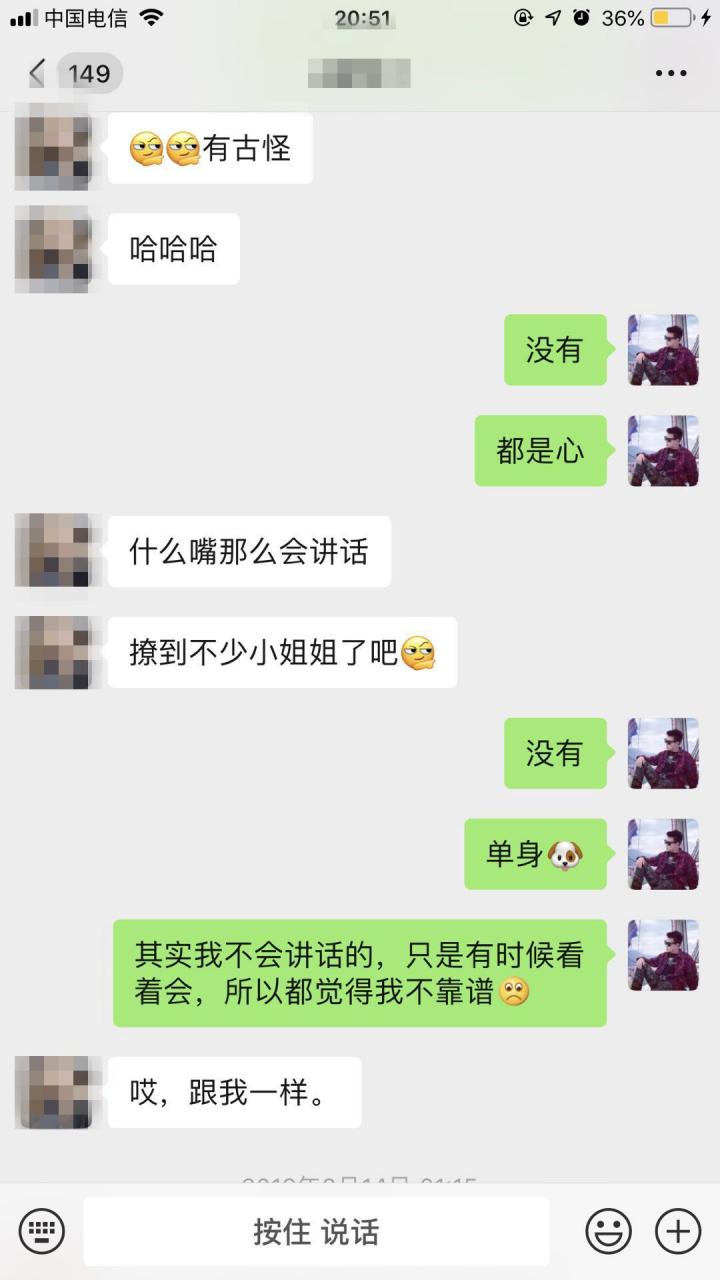 中国电信
20:51
36%
149
有古怪
哈哈哈
没有
都是心
什么嘴那么会讲话
撩到不少小姐姐了吧
没有
单身
其实我不会讲话的，只是有时候看
着会，所以都觉得我不靠谱
哎，跟我一样。
按住 说话